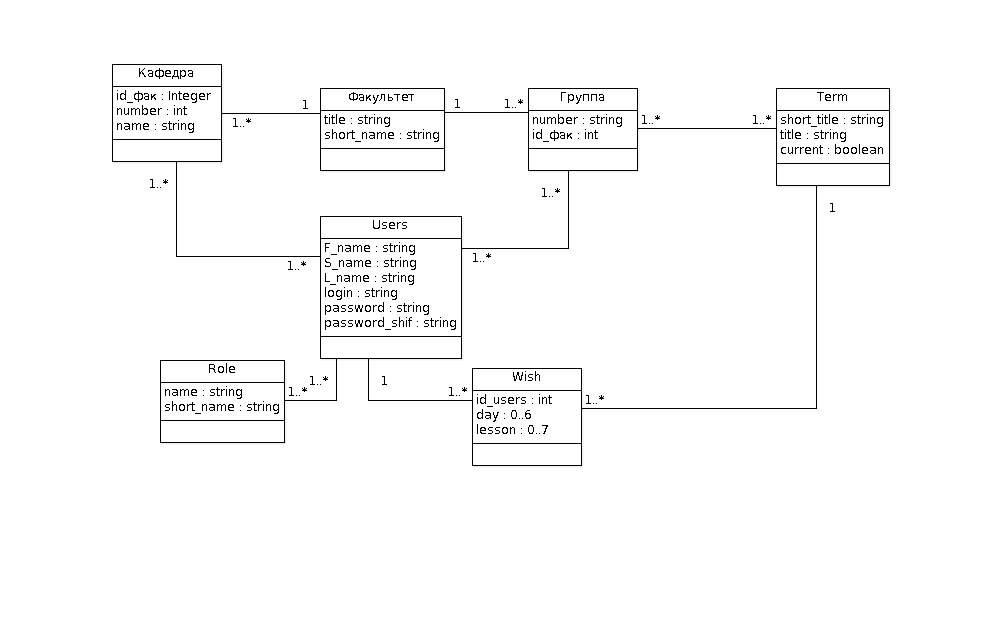 Кафедра
id_фак : Integer
number : int
name : string
1..*
1
Факультет
title : string
short_name : string
1
1..*
Группа
number : string
id_фак : int
1..*
1..*
Term
short_title : string
title : string
current : boolean
1..*
1..*
1
Users
F_name : string
S_name : string
L_name : string
login : string
password : string
password_shif : string
1..*
1..*
Role
name : string
short_name : string
1..*
1..*
1
1..*
Wish
id_users : int
day : 0..6
lesson : 0..7
1..*